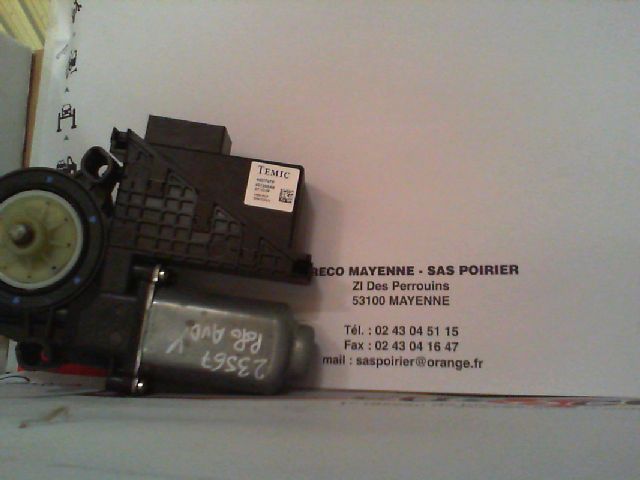 TEMIC
RECO MAYENNE - SAS POIRIER
ZI Des Perrouins
53100 MAYENNE
Tél. : 02 43 04 51 15
Fax : 02 43 04 16 47
mail : saspoirier@orange.fr
23567
Polo AVD